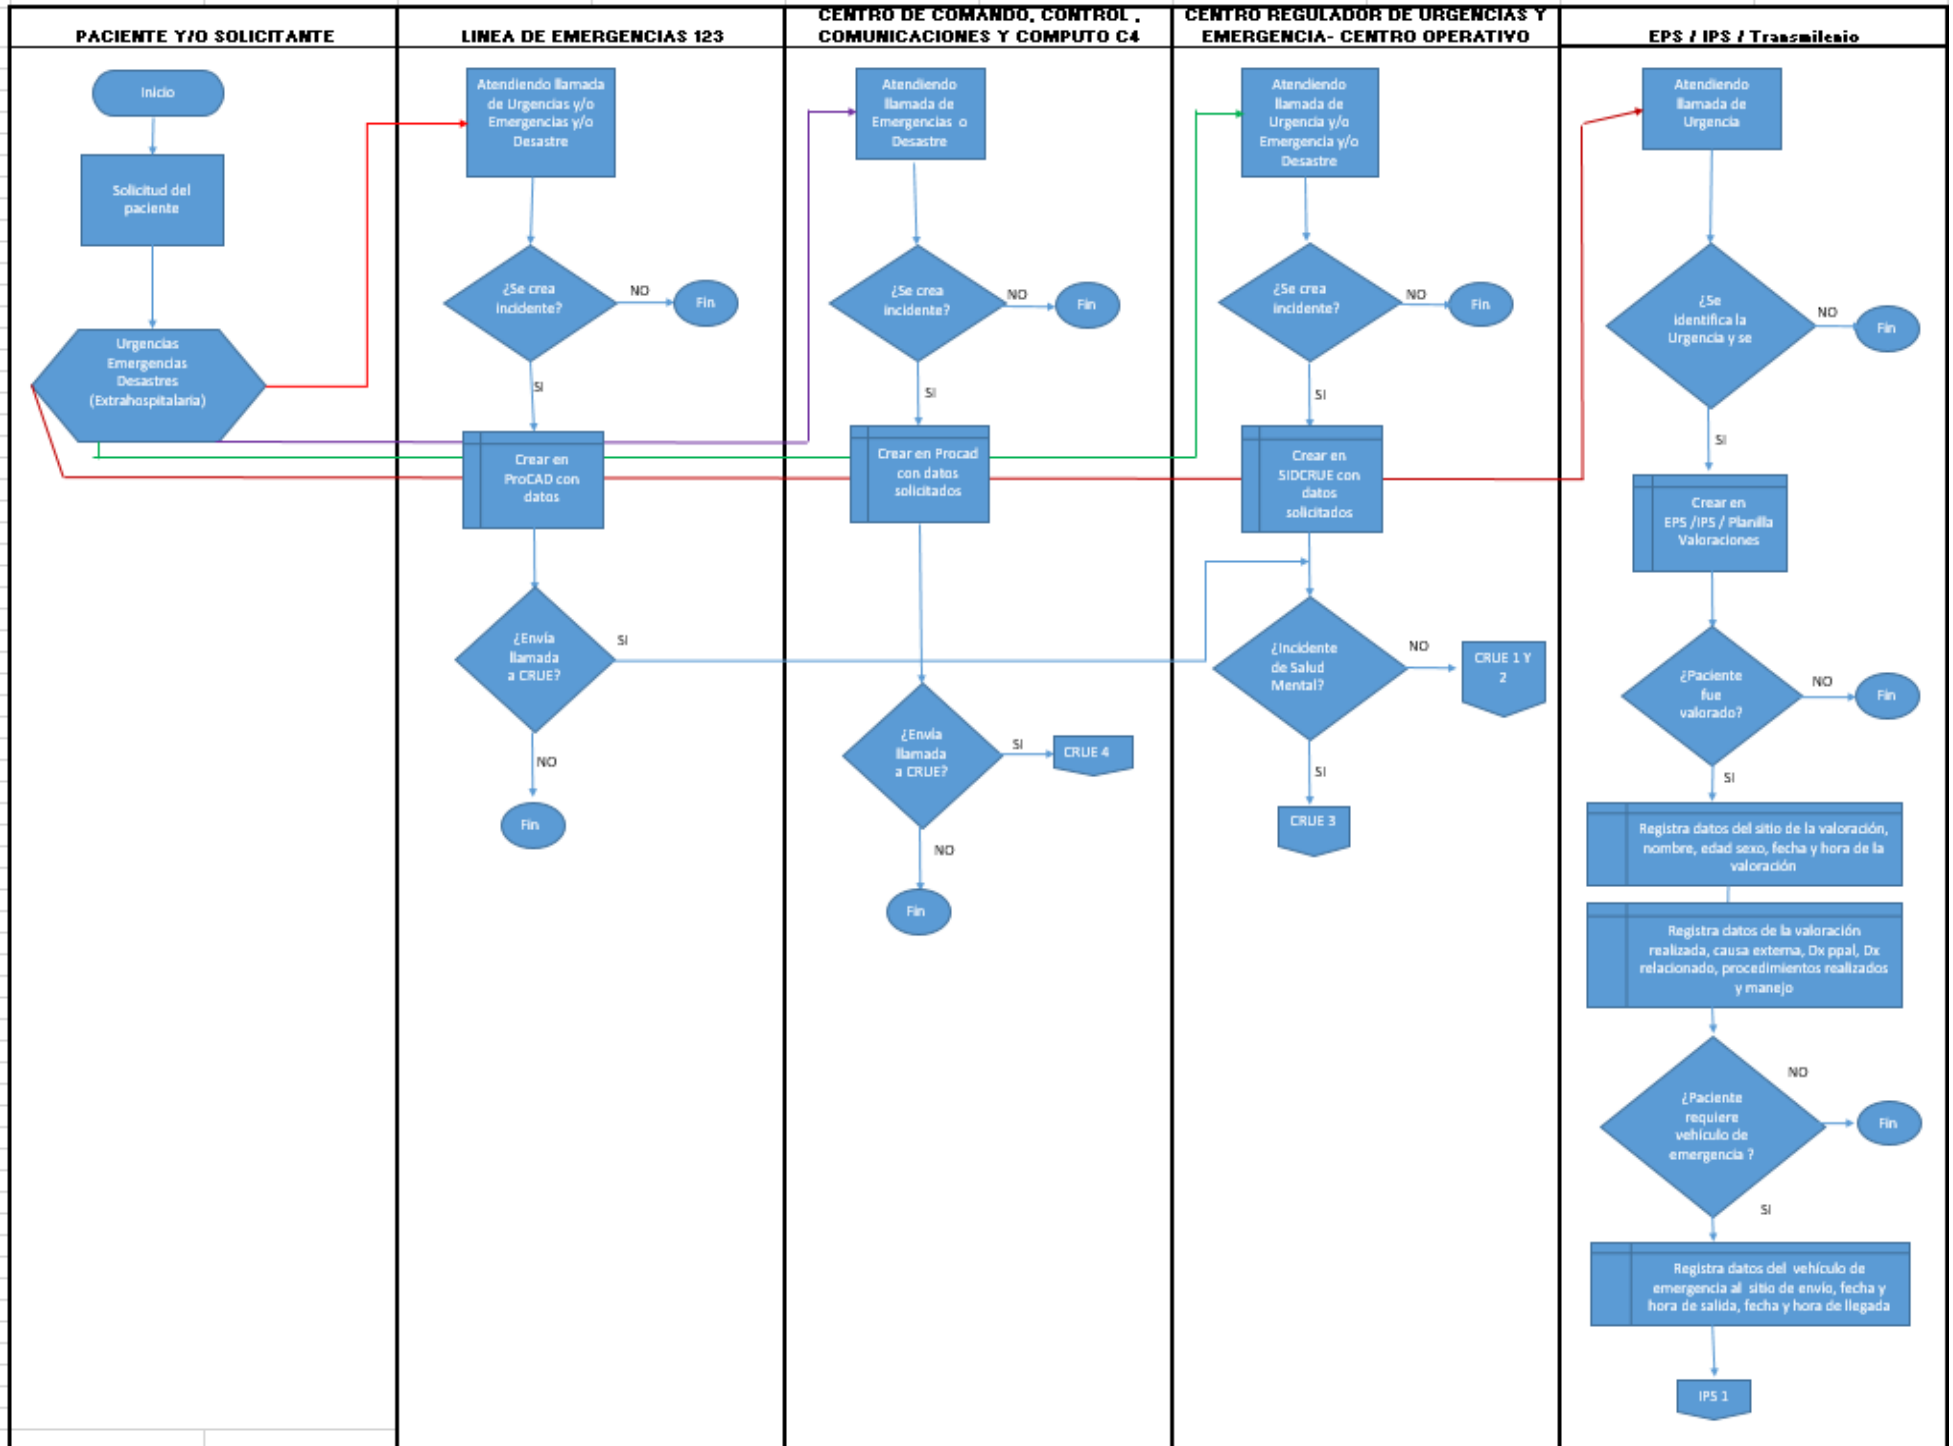 PACIENTE Y/O SOLICITANTE
Inicio
Solicitud del
paciente
Urgencias
Emergencias
Desastres
(Extrahospitalaria)
LINEA DE EMERGENCIAS 123
Atendiendo llamada
de Urgencias y/o
Emergencias y/o
Desastre
¿Se crea
incidente?
NO
Fin
SI
Crear en
ProCAD con
datos
¿Envía
llamada
a CRUE?
SI
NO
Fin
CENTRO DE COMANDO, CONTROL ,
COMUNICACIONES Y COMPUTO C4
Atendiendo
llamada de
Emergencias o
Desastre
¿Se crea
incidente?
NO
Fin
SI
Crear en Procad
con datos
solicitados
¿Envía
llamada
a CRUE?
SI
CRUE 4
NO
Fin
CENTRO REGULADOR DE URGENCIAS Y
EMERGENCIA- CENTRO OPERATIVO
Atendiendo
llamada de
Urgencia y/o
Emergencia y/o
Desastre
¿Se crea
incidente?
NO
Fin
SI
Crear en
SIDCRUE con
datos
solicitados
¿Incidente
de Salud
Mental?
NO
CRUE 1 Y
2
SI
CRUE 3
EPS / IPS / Transmilenio
Atendiendo
llamada de
Urgencia
¿Se
identifica la
Urgencia y se
NO
Fin
SI
Crear en
EPS /IPS / Planilla
Valoraciones
¿Paciente
fue
valorado?
NO
Fin
SI
Registra datos del sitio de la valoración,
nombre, edad sexo, fecha y hora de la
valoración
Registra datos de la valoración
realizada, causa externa, Dx ppal, Dx
relacionado, procedimientos realizados
y manejo
¿Paciente
requiere
vehículo de
emergencia ?
NO
Fin
SI
Registra datos del vehículo de
emergencia al sitio de envío, fecha y
hora de salida, fecha y hora de llegada
IPS 1